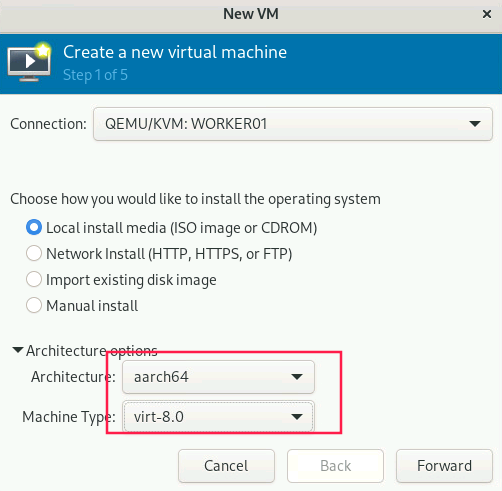 New VM
Create a new virtual machine
Step 1 of 5
Connection: QEMU/KVM: WORKER01
Choose how you would like to install the operating system
Local install media (ISO image or CDROM)
Network Install (HTTP, HTTPS, or FTP)
Import existing disk image
Manual install
Architecture options
Architecture: aarch64
Machine Type: virt-8.0
Cancel Back Forward